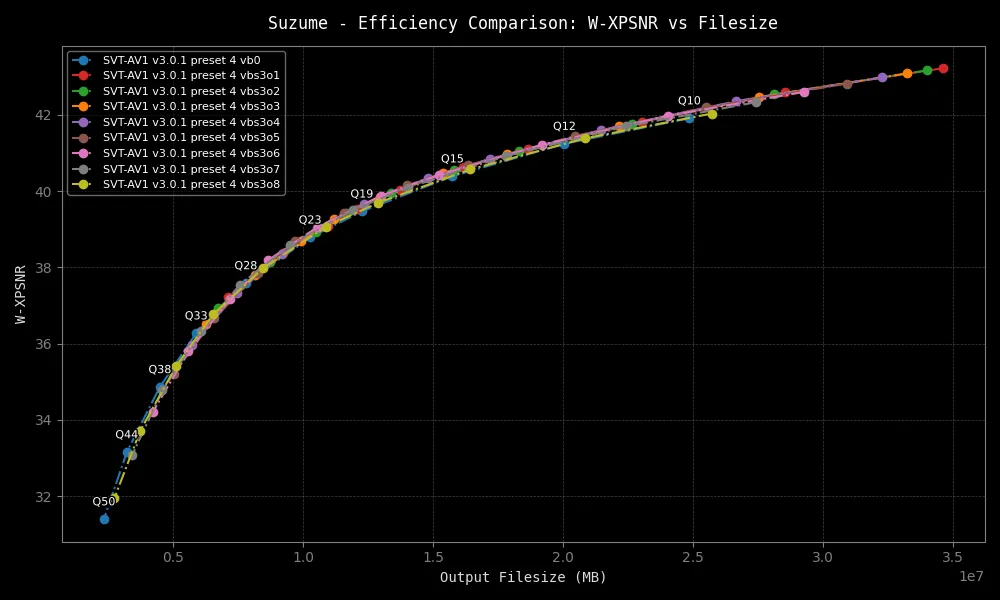 Suzume - Efficiency Comparison: W-XPSNR vs Filesize
SVT-AV1 v3.0.1 preset 4 vb0
SVT-AV1 v3.0.1 preset 4 vbs3o1
SVT-AV1 v3.0.1 preset 4 vbs3o2
SVT-AV1 v3.0.1 preset 4 vbs3o3
SVT-AV1 v3.0.1 preset 4 vbs3o4
SVT-AV1 v3.0.1 preset 4 vbs3o5
SVT-AV1 v3.0.1 preset 4 vbs3o6
SVT-AV1 v3.0.1 preset 4 vbs3o7
SVT-AV1 v3.0.1 preset 4 vbs3o8
W-XPSNR
42
40
38
36
34
32
Q10
Q12
Q15
Q19
Q23
Q28
Q33
Q38
Q44
Q50
0.5
1.0
1.5
2.0
2.5
3.0
3.5
1e7
Output Filesize (MB)